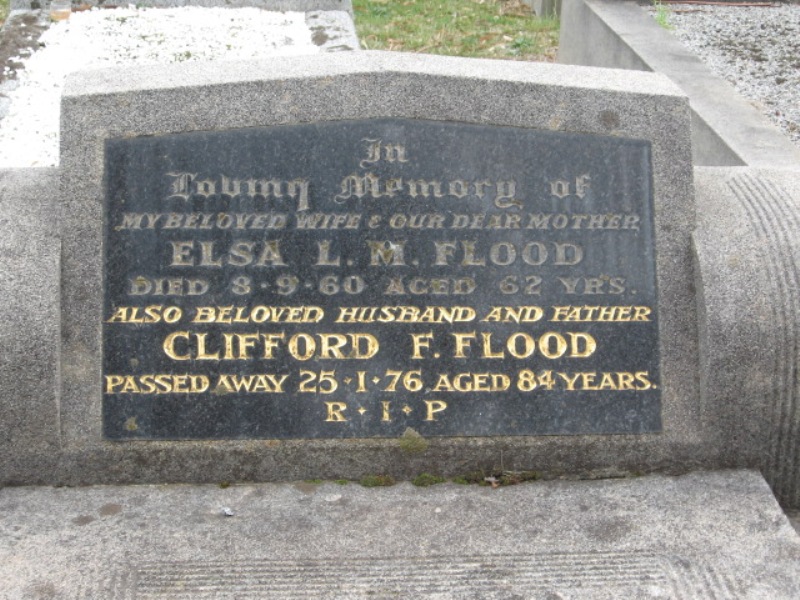 In
Loving Memory of
MY BELOVED WIFE & OUR DEAR MOTHER
ELSA L. M. FLOOD
DIED 8·9·60 AGED 62 YRS.
ALSO BELOVED HUSBAND AND FATHER
CLIFFORD F. FLOOD
PASSED AWAY 25·1·76 AGED 84 YEARS.
R·I·P